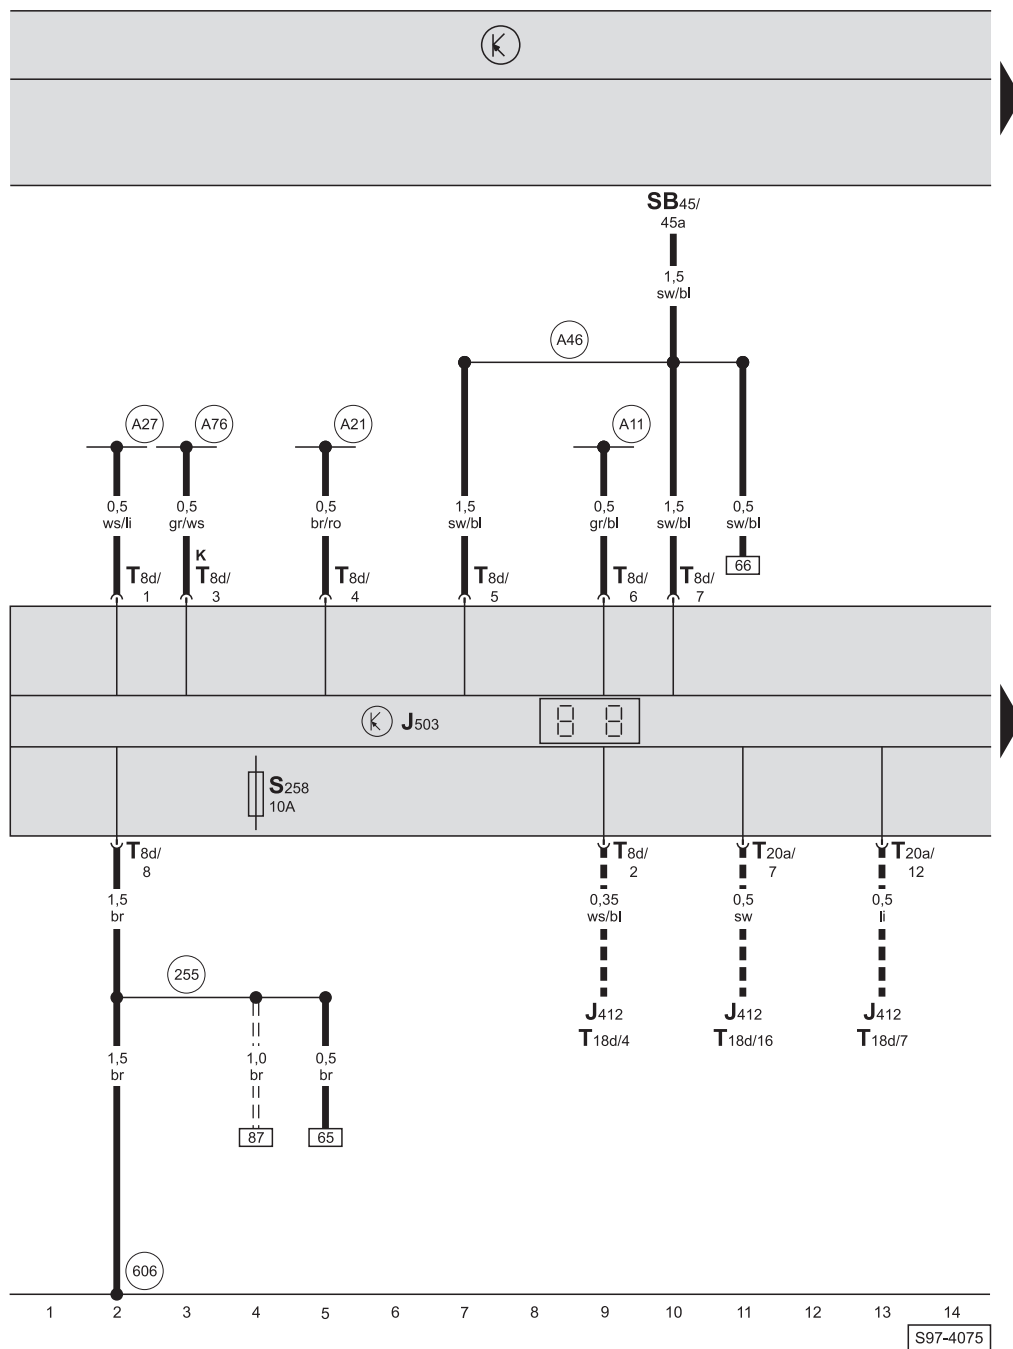 SB45/
45a
1,5
sw/bl
A46
A27
A76
A21
A11
0,5
ws/li
0,5
gr/ws
0,5
br/ro
1,5
sw/bl
0,5
gr/bl
1,5
sw/bl
0,5
sw/bl
66
K
T8d/
1
T8d/
3
T8d/
4
T8d/
5
T8d/
6
T8d/
7
J503
8 8
S258
10A
T8d/
8
T8d/
2
T20a/
7
T20a/
12
1,5
br
0,35
ws/bl
0,5
sw
0,5
li
255
J412
T18d/4
J412
T18d/16
J412
T18d/7
1,5
br
1,0
br
0,5
br
87
65
606
1 2 3 4 5 6 7 8 9 10 11 12 13 14
S97-4075